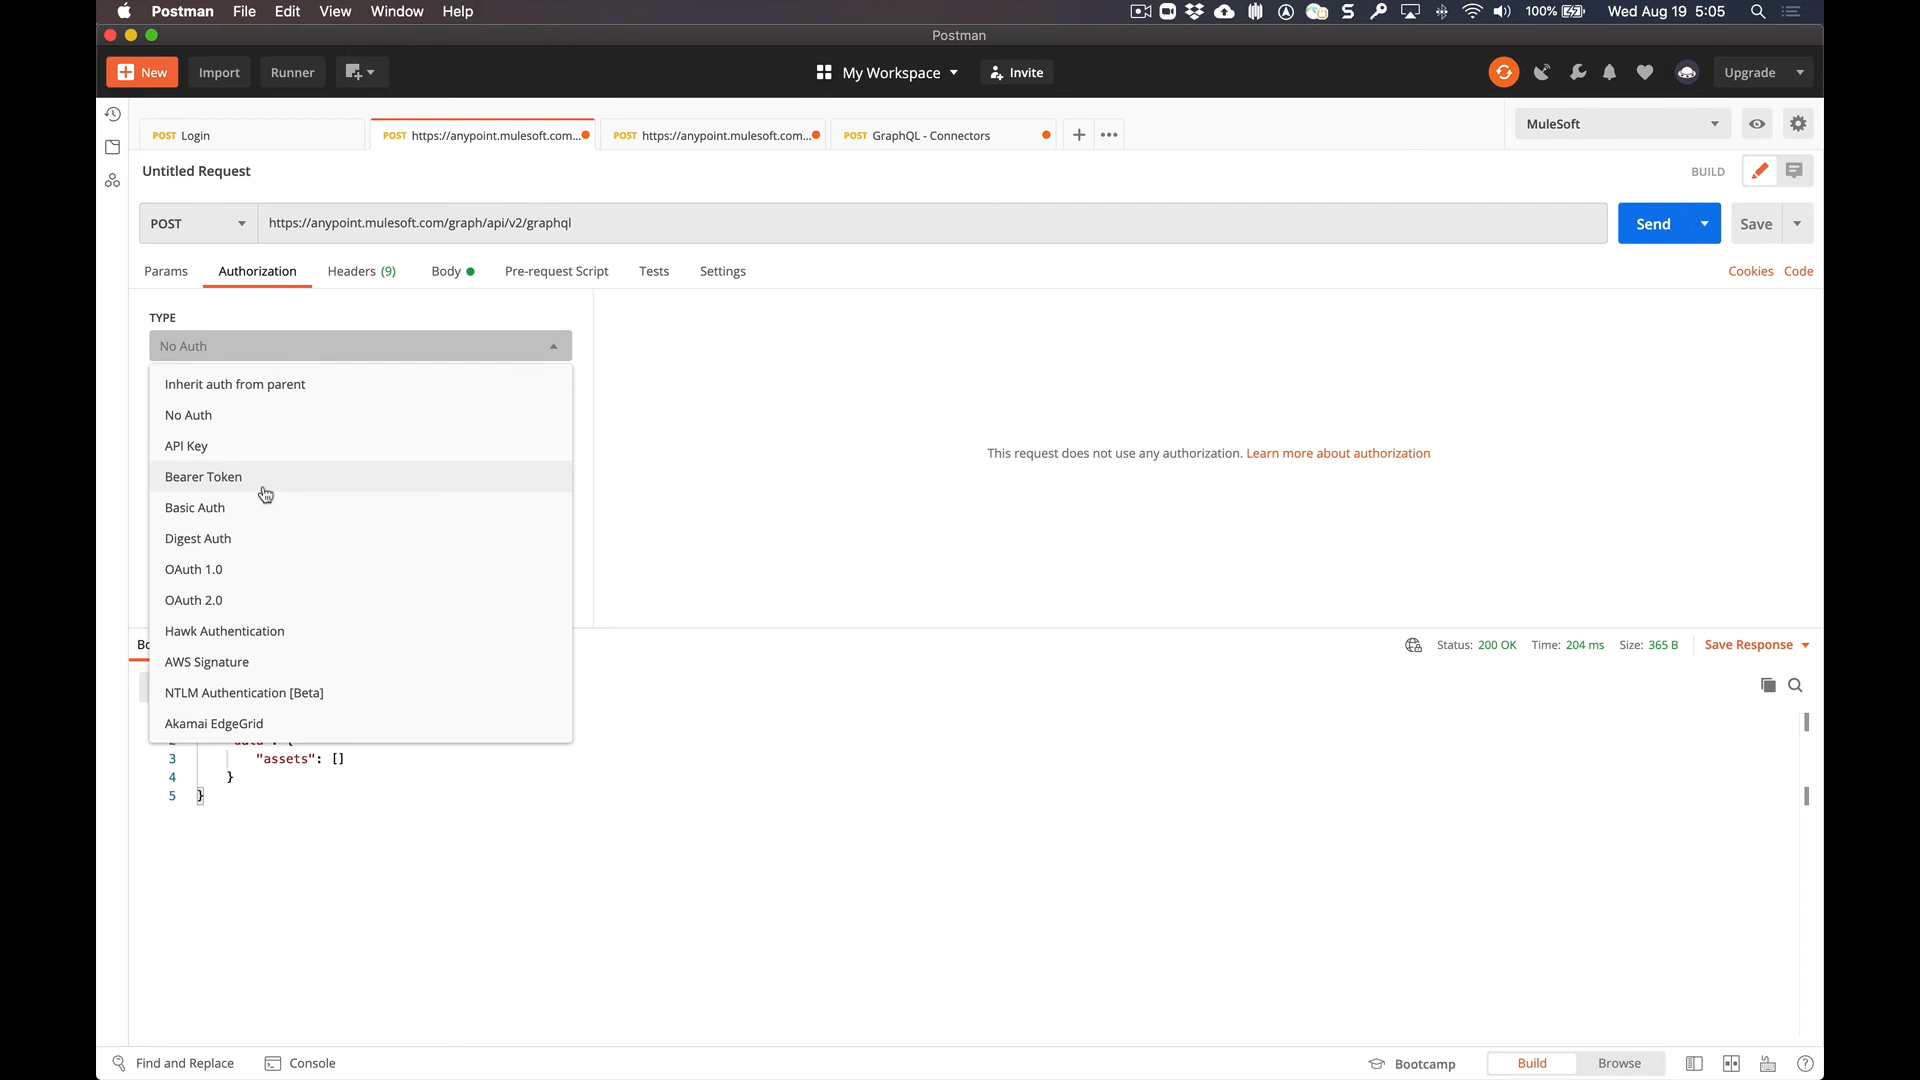 Postman File Edit View Window Help 100% Wed Aug 19 5:05
Postman
New Import Runner My Workspace Invite Upgrade
POST Login POST https://anypoint.mulesoft.com... POST https://anypoint.mulesoft.com... POST GraphQL - Connectors MuleSoft
Untitled Request BUILD
POST https://anypoint.mulesoft.com/graph/api/v2/graphql Send Save
Params Authorization Headers (9) Body Pre-request Script Tests Settings Cookies Code
TYPE
No Auth
Inherit auth from parent
No Auth
API Key
Bearer Token
Basic Auth
Digest Auth
OAuth 1.0
OAuth 2.0
Hawk Authentication
AWS Signature
NTLM Authentication [Beta]
Akamai EdgeGrid
This request does not use any authorization. Learn more about authorization
Status: 200 OK Time: 204 ms Size: 365 B Save Response
3 "assets": []
4 }
5 }
Find and Replace Console Bootcamp Build Browse